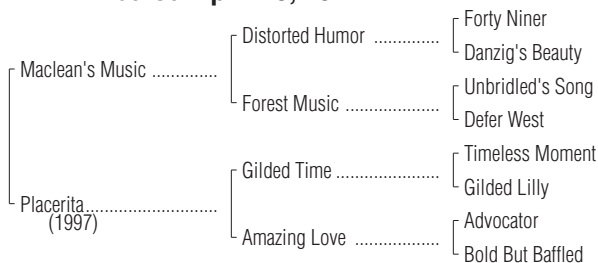 Forty Niner
Distorted Humor ..............
Danzig's Beauty
Maclean's Music ..............
Unbridled's Song
Forest Music ....................
Defer West
Timeless Moment
Gilded Time ......................
Gilded Lilly
Placerita............................
(1997)
Advocator
Amazing Love ..................
Bold But Baffled